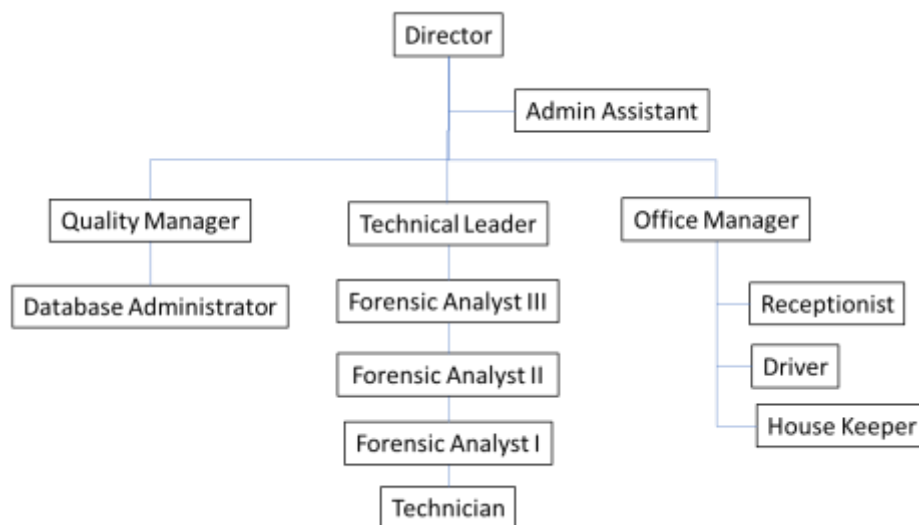 Director
Admin Assistant
Quality Manager
Technical Leader
Office Manager
Database Administrator
Forensic Analyst III
Receptionist
Forensic Analyst II
Driver
Forensic Analyst I
House Keeper
Technician